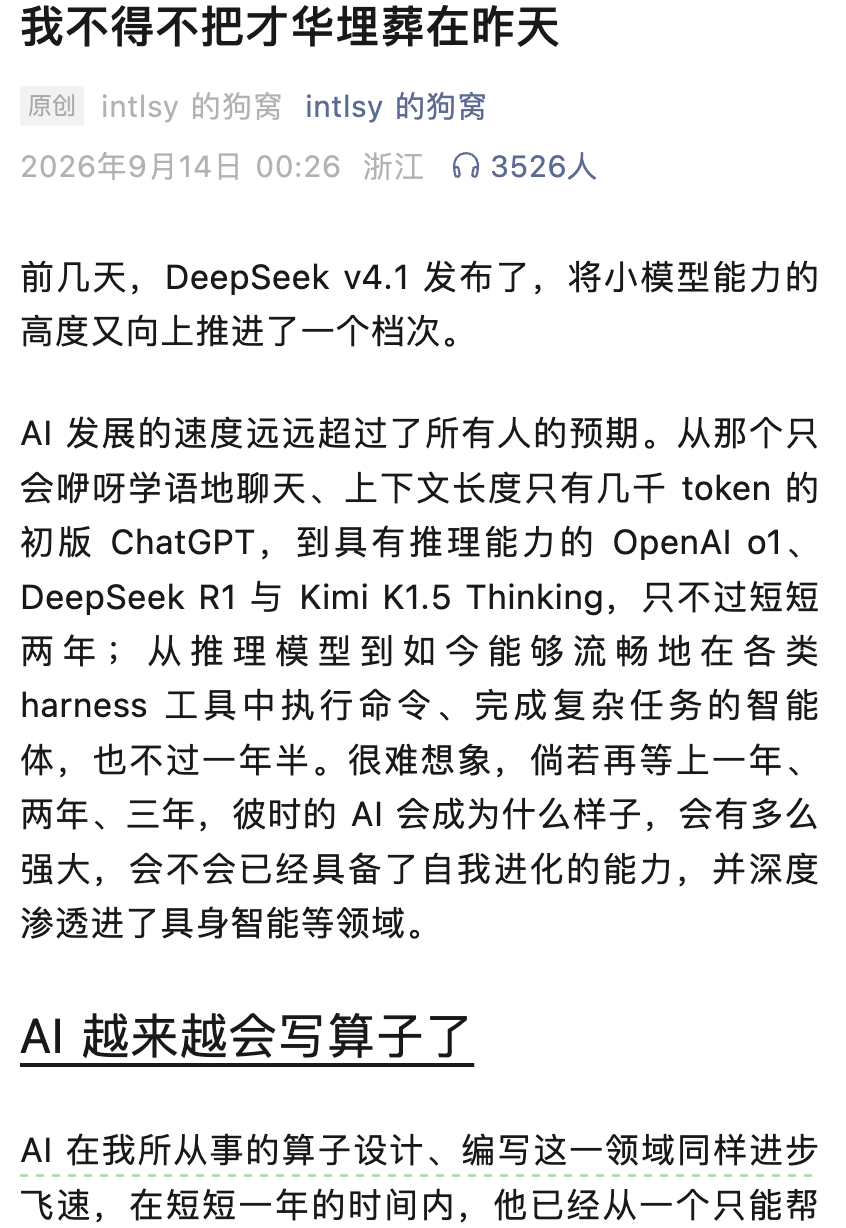 我不得不把才华埋葬在昨天
原创 intlsy 的狗窝 intlsy 的狗窝
2026年9月14日 00:26 浙江 3526人
前几天，DeepSeek v4.1 发布了，将小模型能力的
高度又向上推进了一个档次。
AI 发展的速度远远超过了所有人的预期。从那个只
会咿呀学语地聊天、上下文长度只有几千 token 的
初版 ChatGPT，到具有推理能力的 OpenAI o1、
DeepSeek R1 与 Kimi K1.5 Thinking，只不过短短
两年；从推理模型到如今能够流畅地在各类
harness 工具中执行命令、完成复杂任务的智能
体，也不过一年半。很难想象，倘若再等上一年、
两年、三年，彼时的 AI 会成为什么样子，会有多么
强大，会不会已经具备了自我进化的能力，并深度
渗透进了具身智能等领域。
AI 越来越会写算子了
AI 在我所从事的算子设计、编写这一领域同样进步
飞速，在短短一年的时间内，他已经从一个只能帮